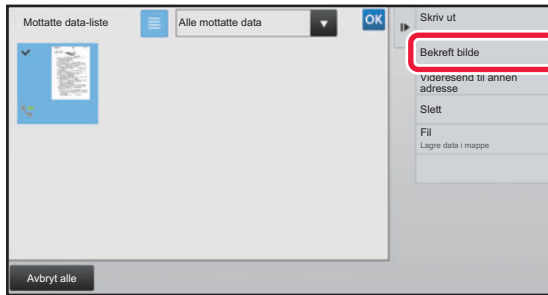 Mottatte data-liste
Alle mottatte data
OK
Skriv ut
Bekreft bilde
Videresend til annen
adresse
Slett
Fil
Lagre data i mappe
Avbryt alle